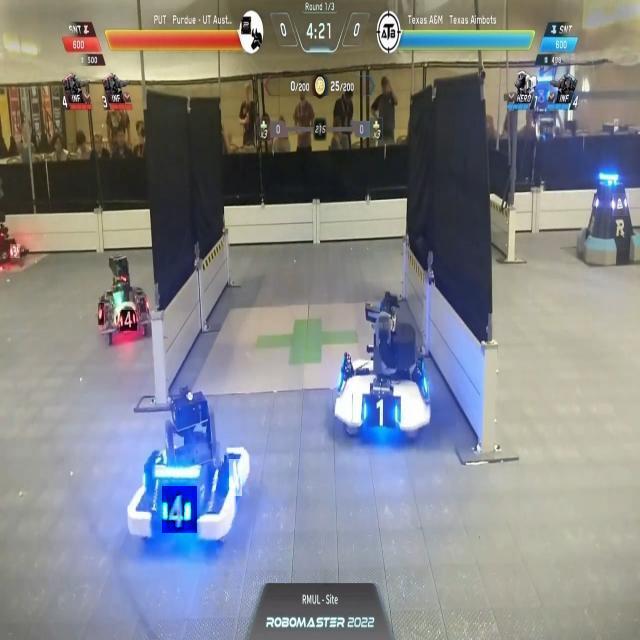 Round 1/3
PUT Purdue - UT Aust...
0
4:21
0
Texas A&M Texas Aimbots
SNT
600
500
SNT
600
0/200
25/200
4 INF
3 INF
HERO 1
INF 4
0
0
4
1
4
R
RMUL - Site
ROBOMASTER 2022